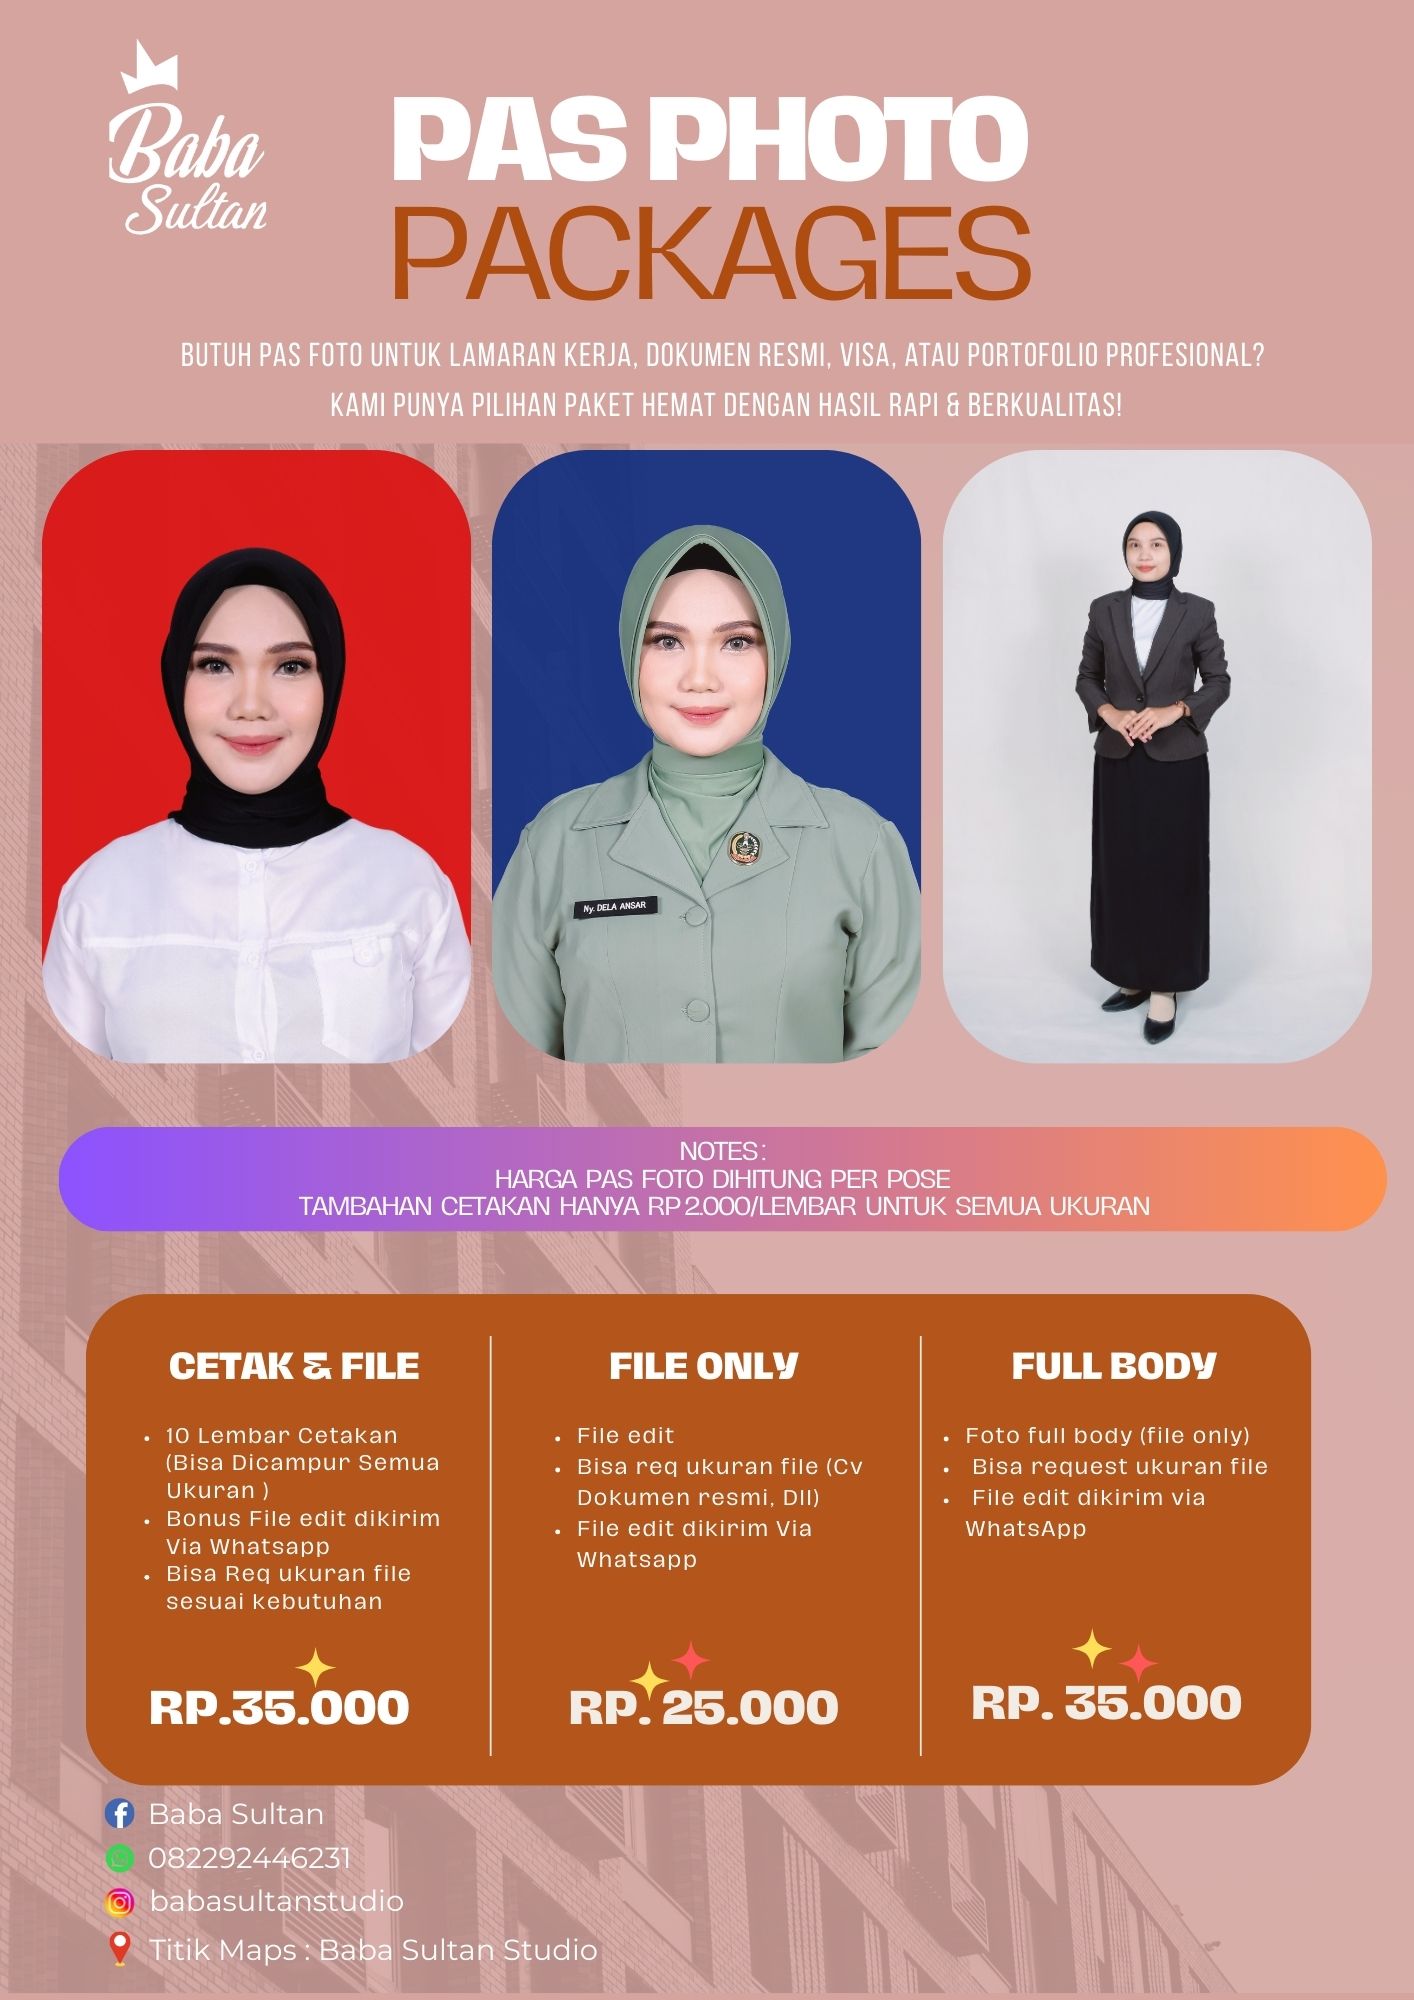 Baba
Sultan
PAS PHOTO
PACKAGES
BUTUH PAS FOTO UNTUK LAMARAN KERJA, DOKUMEN RESMI, VISA, ATAU PORTOFOLIO PROFESIONAL?
KAMI PUNYA PILIHAN PAKET HEMAT DENGAN HASIL RAPI & BERKUALITAS!
Ny. DELA ANSAR
NOTES :
HARGA PAS FOTO DIHITUNG PER POSE
TAMBAHAN CETAKAN HANYA RP 2.000/LEMBAR UNTUK SEMUA UKURAN
CETAK & FILE
• 10 Lembar Cetakan
(Bisa Dicampur Semua
Ukuran )
• Bonus File edit dikirim
Via Whatsapp
• Bisa Req ukuran file
sesuai kebutuhan
RP.35.000
FILE ONLY
• File edit
• Bisa req ukuran file (Cv
Dokumen resmi, Dll)
• File edit dikirim Via
Whatsapp
RP. 25.000
FULL BODY
• Foto full body (file only)
• Bisa request ukuran file
• File edit dikirim via
WhatsApp
RP. 35.000
Baba Sultan
082292446231
babasultanstudio
Titik Maps : Baba Sultan Studio